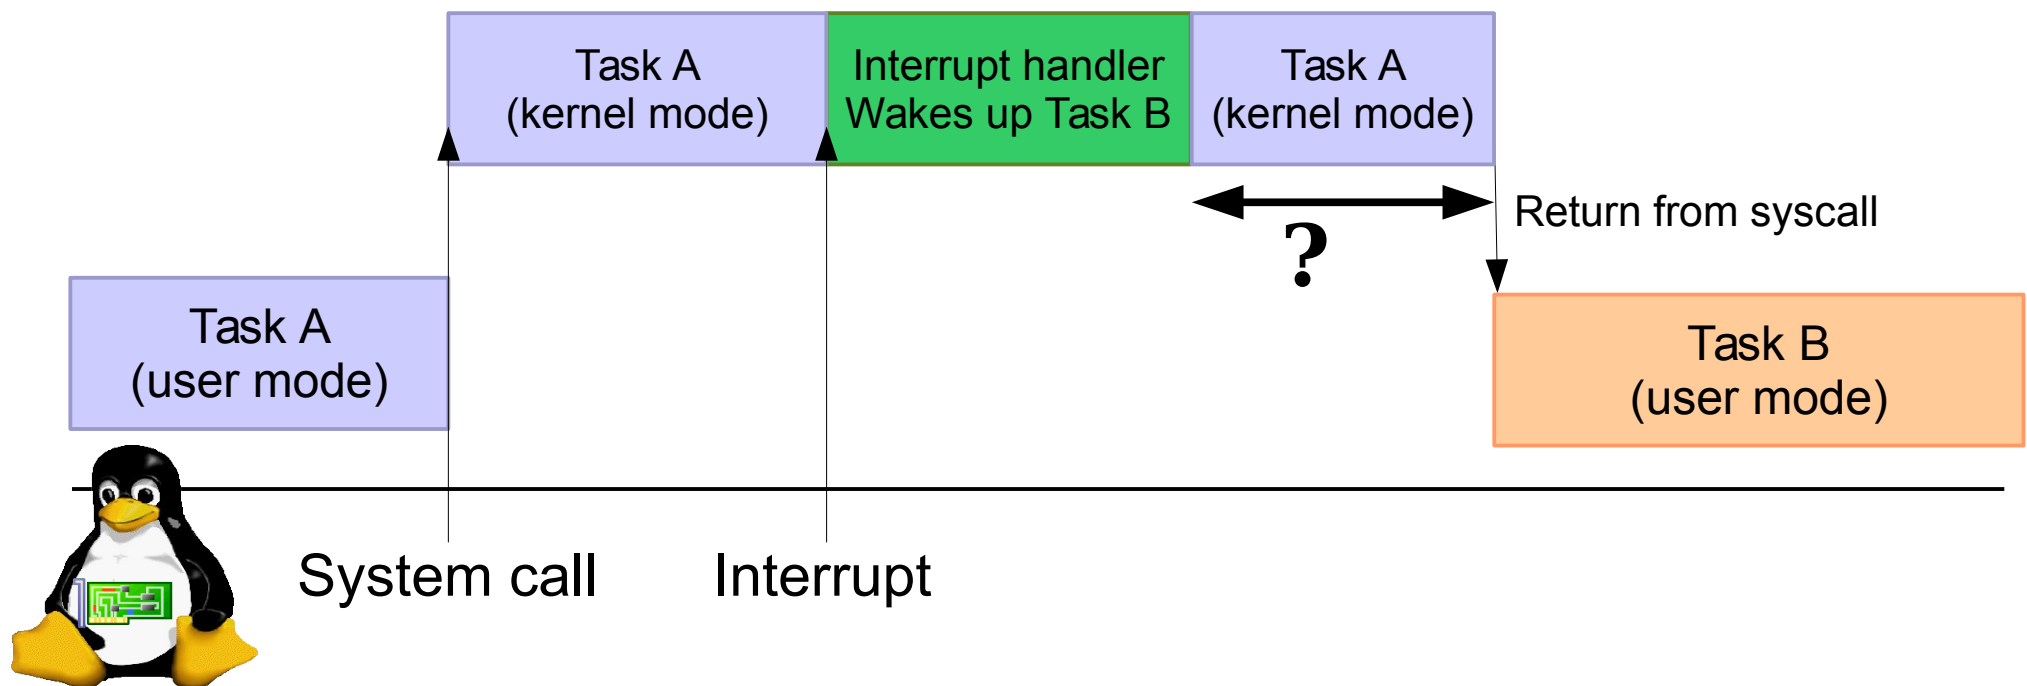 Task A
(kernel mode)
Interrupt handler
Wakes up Task B
Task A
(kernel mode)
?
Return from syscall
Task A
(user mode)
Task B
(user mode)
System call
Interrupt